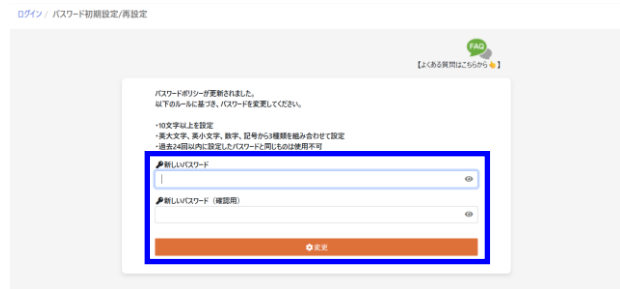 ログイン / パスワード初期設定/再設定
FAQ
【よくある質問はこちらから👆】
パスワードポリシーが更新されました。
以下のルールに基づき、パスワードを変更してください。
・10文字以上を設定
・英大文字、英小文字、数字、記号から3種類を組み合わせて設定
・過去24回以内に設定したパスワードと同じものは使用不可
新しいパスワード
新しいパスワード（確認用）
変更